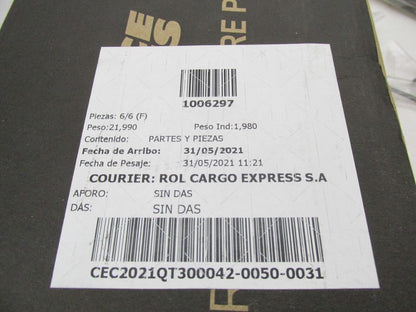 1006297
Piezas: 6/6 (F)
Peso:21,990 Peso Ind:1,980
Contenido: PARTES Y PIEZAS
Fecha de Arribo: 31/05/2021
Fecha de Pesaje: 31/05/2021 11:21
COURIER: ROL CARGO EXPRESS S.A
AFORO: SIN DAS
DAS: SIN DAS
CEC2021QT300042-0050-0031